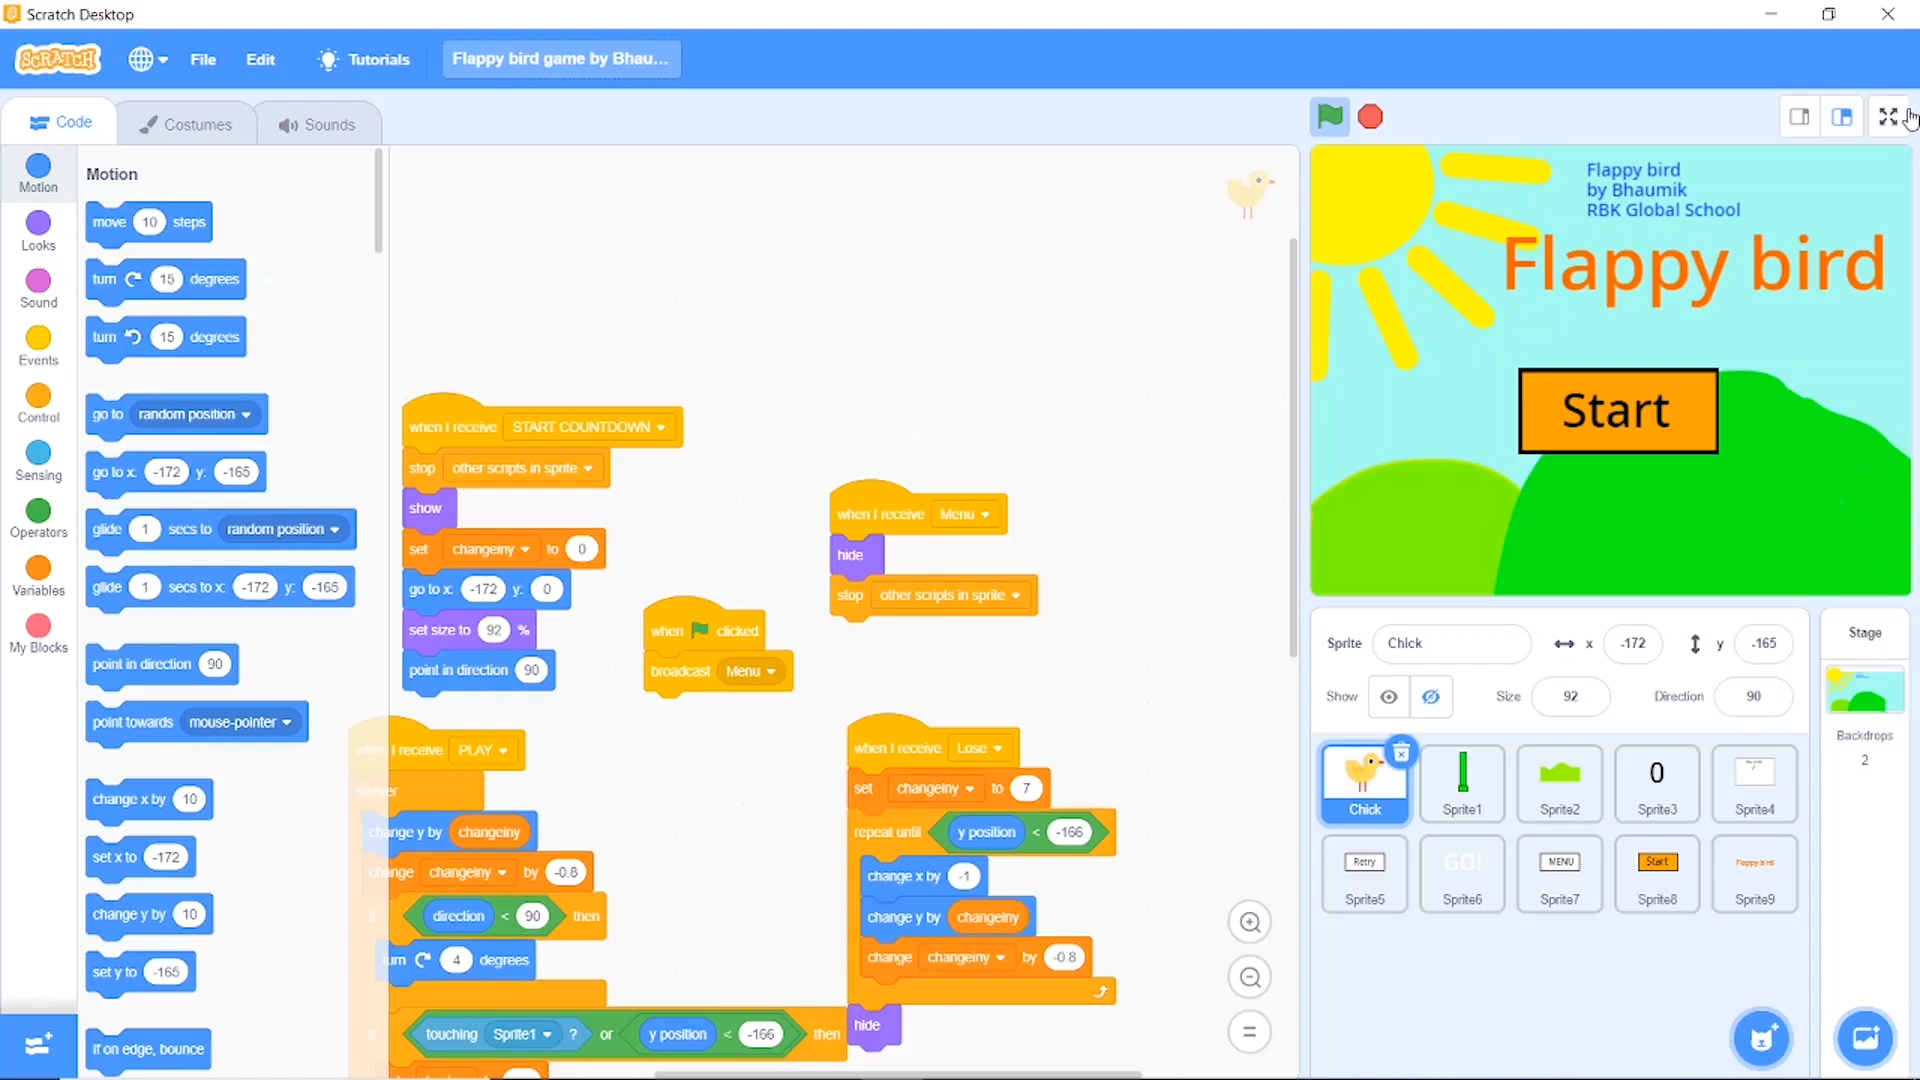 Scratch Desktop
SCRATCH
File
Edit
Tutorials
Flappy bird game by Bhau...
Code
Costumes
Sounds
Motion
Looks
Sound
Events
Control
Sensing
Operators
Variables
My Blocks
Motion
move 10 steps
turn 15 degrees
turn 15 degrees
go to random position
go to x: -172 y: -165
glide 1 secs to random position
glide 1 secs to x: -172 y: -165
point in direction 90
point towards mouse-pointer
change x by 10
set x to -172
change y by 10
set y to -165
if on edge, bounce
when I receive START COUNTDOWN
stop other scripts in sprite
show
set changeiny to 0
go to x: -172 y: 0
set size to 92 %
point in direction 90
when clicked
broadcast Menu
when I receive Menu
hide
stop other scripts in sprite
when I receive PLAY
forever
change y by changeiny
change changeiny by -0.8
if direction < 90 then
turn 4 degrees
if touching Sprite1 ? or y position < -166 then
when I receive Lose
set changeiny to 7
repeat until y position < -166
change x by -1
change y by changeiny
change changeiny by -0.8
hide
Flappy bird
by Bhaumik
RBK Global School
Flappy bird
Start
Sprite Chick x -172 y -165
Show Size 92 Direction 90
Chick
Sprite1
Sprite2
0
Sprite3
Sprite4
Retry
Sprite5
GO!
Sprite6
MENU
Sprite7
Start
Sprite8
Flappy bird
Sprite9
Stage
Backdrops
2